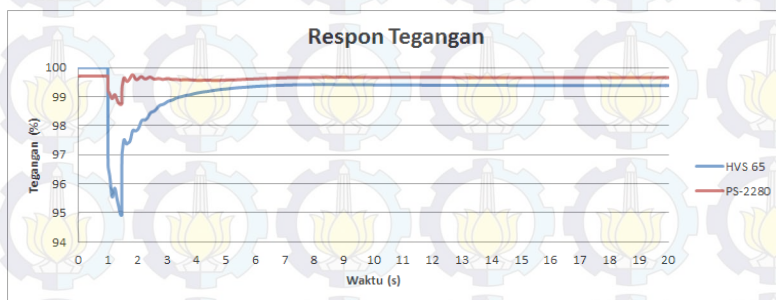 Respon Tegangan
Tegangan (%)
100
99
98
97
96
95
94
0 1 2 3 4 5 6 7 8 9 10 11 12 13 14 15 16 17 18 19 20
Waktu (s)
HVS 65
PS-2280